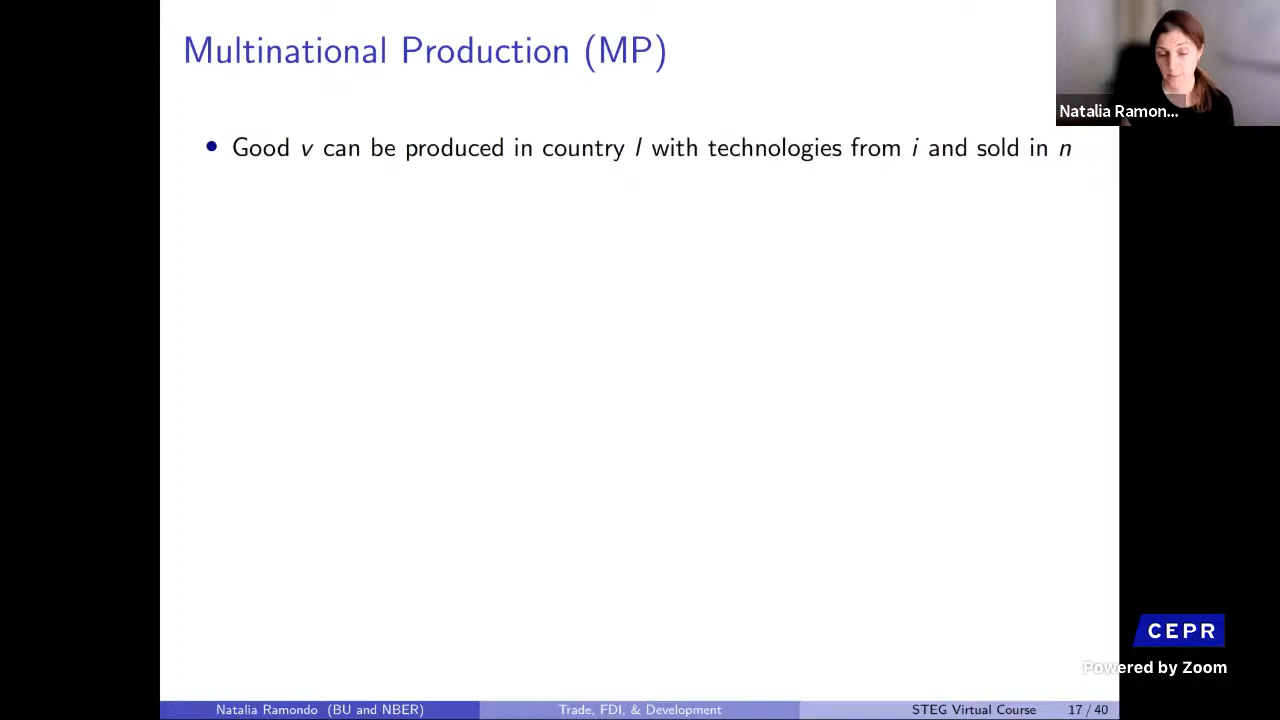 Multinational Production (MP)
Natalia Ramon...
• Good v can be produced in country l with technologies from i and sold in n
CEPR
Powered by Zoom
Natalia Ramondo (BU and NBER) Trade, FDI, & Development STEG Virtual Course 17 / 40